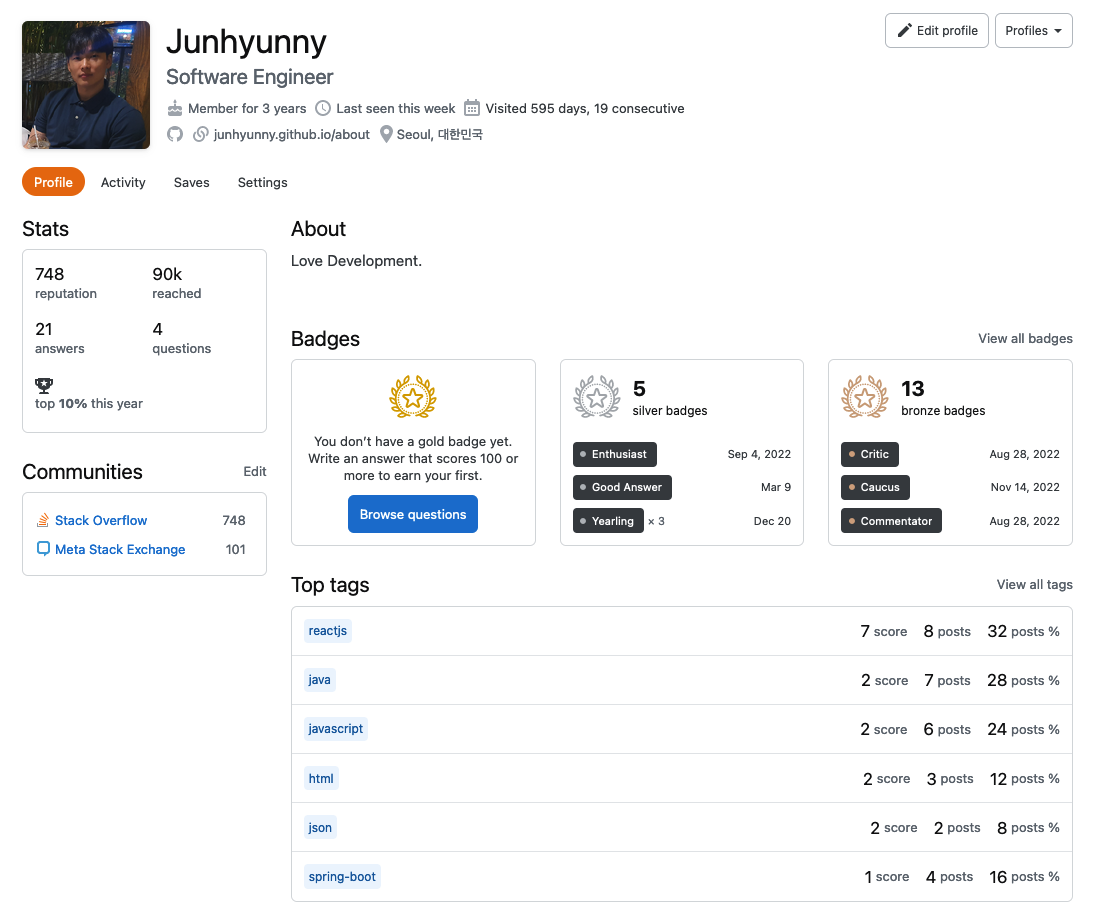 Junhyunny
Edit profile
Profiles
Software Engineer
Member for 3 years Last seen this week Visited 595 days, 19 consecutive
junhyunny.github.io/about Seoul, 대한민국
Profile Activity Saves Settings
Stats
748 90k
reputation reached
21 4
answers questions
top 10% this year
Communities Edit
Stack Overflow 748
Meta Stack Exchange 101
About
Love Development.
Badges View all badges
You don't have a gold badge yet.
Write an answer that scores 100 or
more to earn your first.
Browse questions
5
silver badges
Enthusiast Sep 4, 2022
Good Answer Mar 9
Yearling × 3 Dec 20
13
bronze badges
Critic Aug 28, 2022
Caucus Nov 14, 2022
Commentator Aug 28, 2022
Top tags View all tags
reactjs 7 score 8 posts 32 posts %
java 2 score 7 posts 28 posts %
javascript 2 score 6 posts 24 posts %
html 2 score 3 posts 12 posts %
json 2 score 2 posts 8 posts %
spring-boot 1 score 4 posts 16 posts %